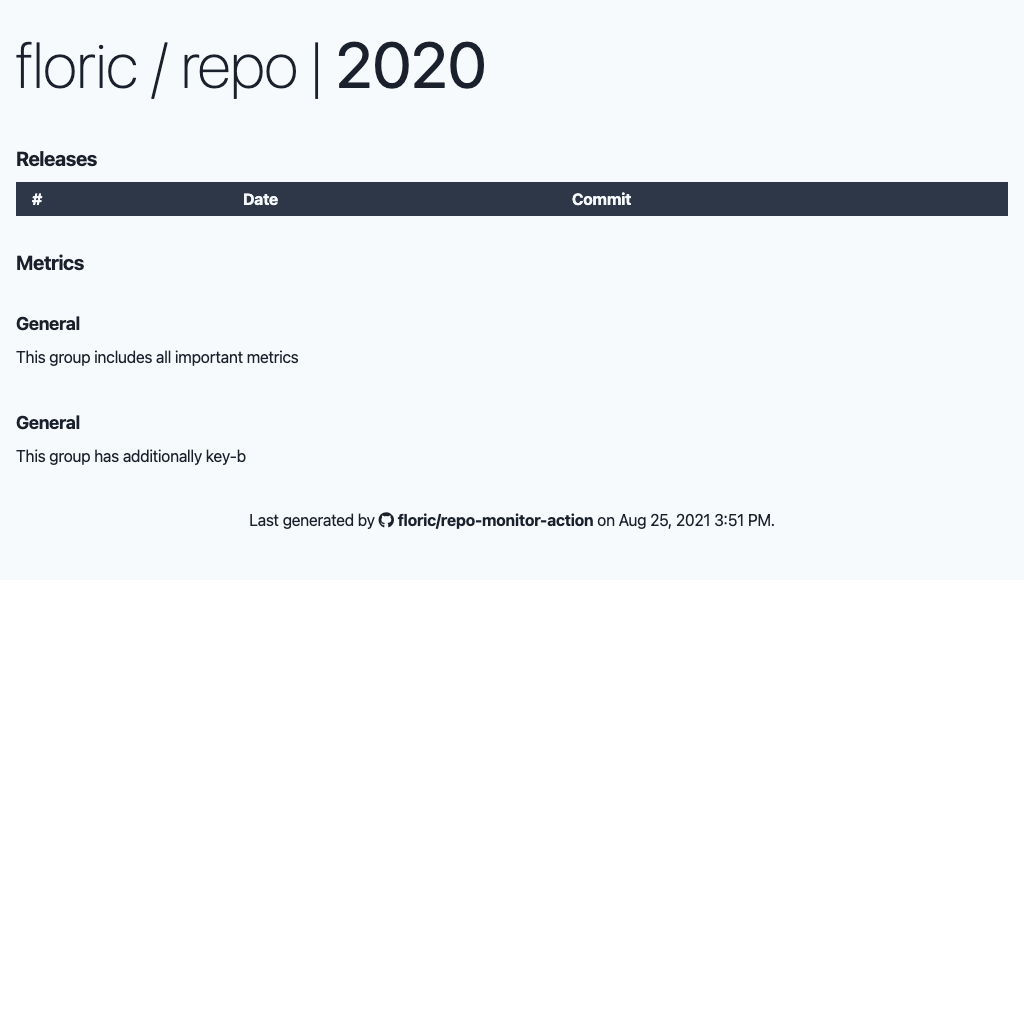 floric / repo | 2020
Releases
# Date Commit
Metrics
General
This group includes all important metrics
General
This group has additionally key-b
Last generated by floric/repo-monitor-action on Aug 25, 2021 3:51 PM.